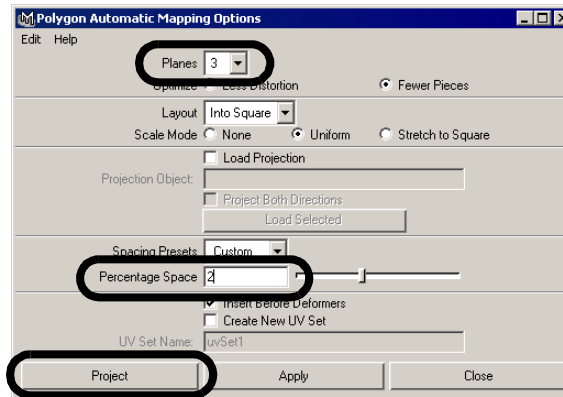 Polygon Automatic Mapping Options
Edit Help
Planes 3
Optimize Less Distortion Fewer Pieces
Layout Into Square
Scale Mode None Uniform Stretch to Square
Load Projection
Projection Object:
Project Both Directions
Load Selected
Spacing Presets Custom
Percentage Space 2
Insert Before Deformers
Create New UV Set
UV Set Name: uvSet1
Project Apply Close